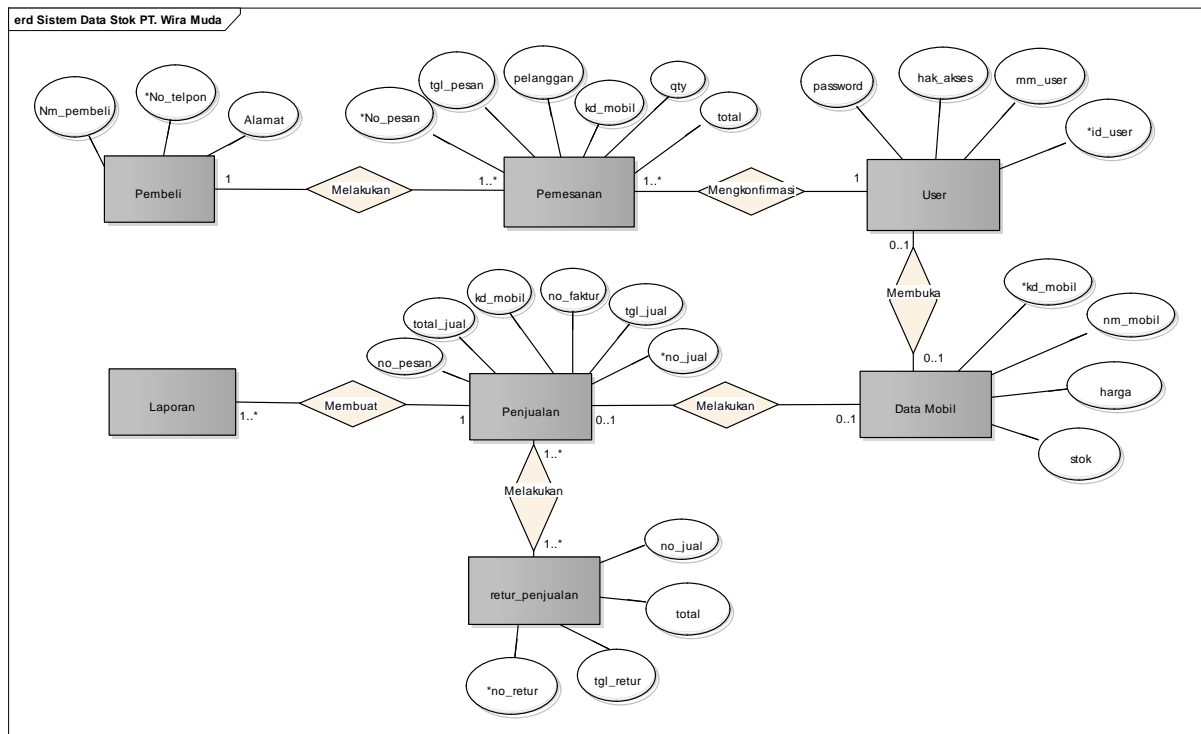 erd Sistem Data Stok PT. Wira Muda
Nm_pembeli
*No_telpon
Alamat
Pembeli
1
Melakukan
1..*
*No_pesan
tgl_pesan
pelanggan
kd_mobil
qty
total
Pemesanan
1..*
Mengkonfirmasi
1
password
hak_akses
mm_user
*id_user
User
0..1
Membuka
0..1
*kd_mobil
nm_mobil
harga
stok
Data Mobil
0..1
Melakukan
0..1
no_pesan
total_jual
kd_mobil
no_faktur
tgl_jual
*no_jual
Penjualan
1
Membuat
1..*
Laporan
1..*
Melakukan
1..*
retur_penjualan
no_jual
total
tgl_retur
*no_retur